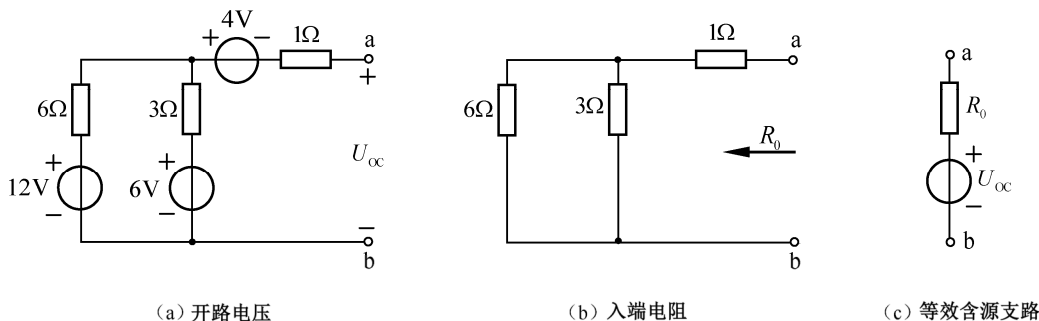 4V
+ −
1Ω
a
+
6Ω
3Ω
+
12V
−
+
6V
−
U_OC
−
b
(a) 开路电压
1Ω
a
6Ω
3Ω
R_0
b
(b) 入端电阻
a
R_0
+
U_OC
−
b
(c) 等效含源支路